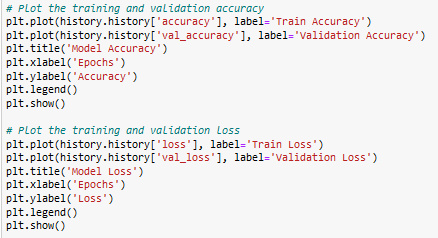 # Plot the training and validation accuracy
plt.plot(history.history['accuracy'], label='Train Accuracy')
plt.plot(history.history['val_accuracy'], label='Validation Accuracy')
plt.title('Model Accuracy')
plt.xlabel('Epochs')
plt.ylabel('Accuracy')
plt.legend()
plt.show()

# Plot the training and validation loss
plt.plot(history.history['loss'], label='Train Loss')
plt.plot(history.history['val_loss'], label='Validation Loss')
plt.title('Model Loss')
plt.xlabel('Epochs')
plt.ylabel('Loss')
plt.legend()
plt.show()